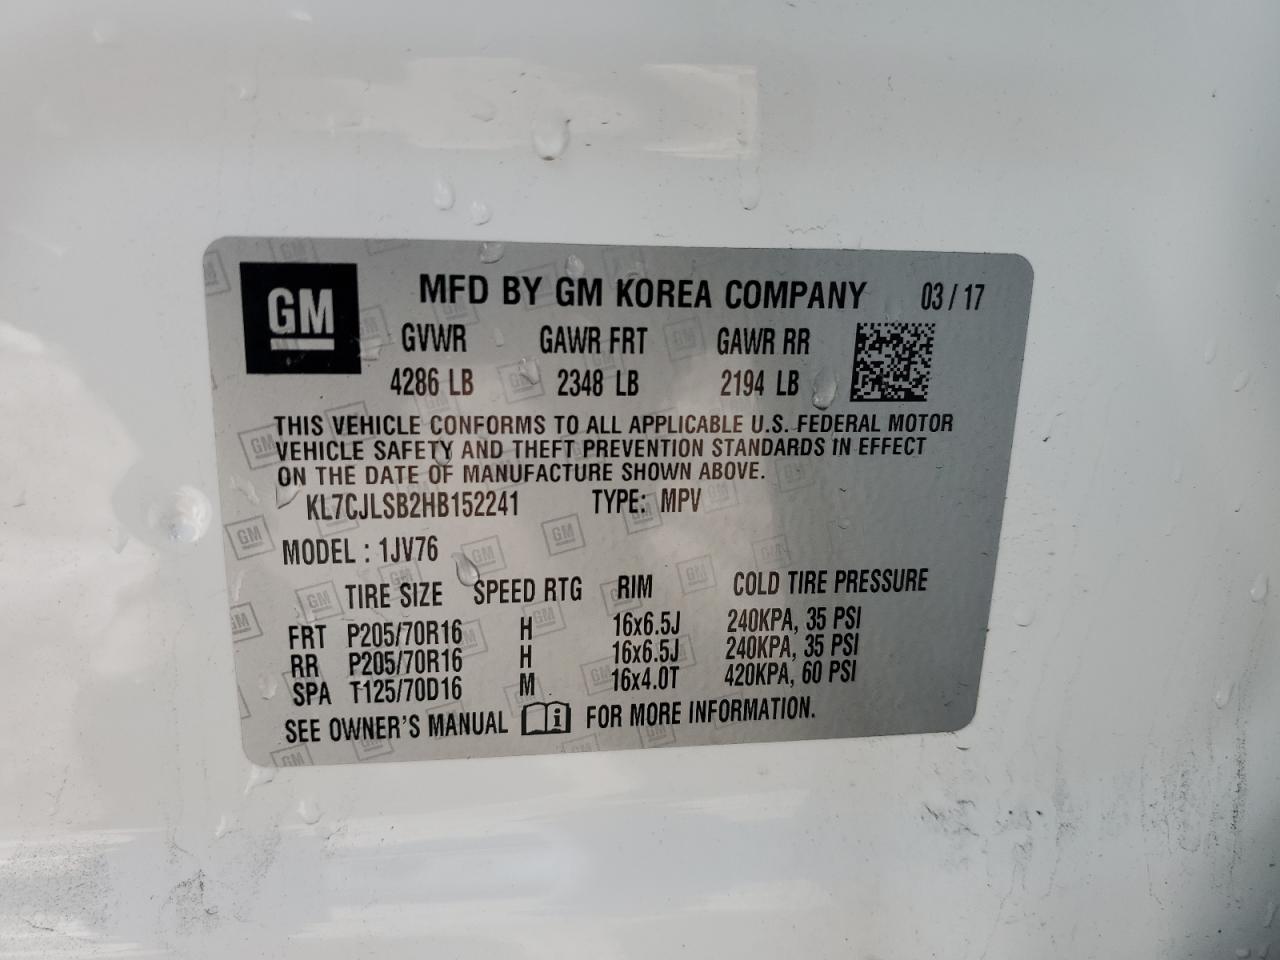 GM
MFD BY GM KOREA COMPANY 03/17
GVWR GAWR FRT GAWR RR
4286 LB 2348 LB 2194 LB
THIS VEHICLE CONFORMS TO ALL APPLICABLE U.S. FEDERAL MOTOR
VEHICLE SAFETY AND THEFT PREVENTION STANDARDS IN EFFECT
ON THE DATE OF MANUFACTURE SHOWN ABOVE.
KL7CJLSB2HB152241 TYPE: MPV
MODEL : 1JV76
TIRE SIZE SPEED RTG RIM COLD TIRE PRESSURE
FRT P205/70R16 H 16x6.5J 240KPA, 35 PSI
RR P205/70R16 H 16x6.5J 240KPA, 35 PSI
SPA T125/70D16 M 16x4.0T 420KPA, 60 PSI
SEE OWNER'S MANUAL i FOR MORE INFORMATION.